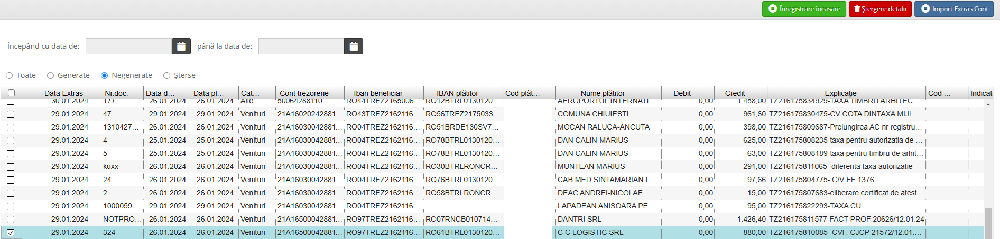 Înregistrare încasare Ştergere detalii Import Extras Cont
Începând cu data de: până la data de:
Toate Generate Negenerate Şterse
Data Extras Nr.doc. Data d... Data pl... Cat... Cont trezorerie Iban beneficiar IBAN plătitor Cod plăt... Nume plătitor Debit Credit Explicație Cod ... Indicat
30.01.2024 177 26.01.2024 26.01.2024 Alte 50064288110 RO44TREZ2165006... RO12BTRL0130120... AEROPORTUL INTERNATI... 0,00 1.458,00 TZ216175834929-TAXA TIMBRU ARHITEC...
29.01.2024 47 29.01.2024 29.01.2024 Venituri 21A16020242881... RO43TREZ2162116... RO56TREZ2175033... COMUNA CHIUIESTI 0,00 961,60 TZ216175830475-CV COTA DINTAXA MIJL...
29.01.2024 1310427... 26.01.2024 26.01.2024 Venituri 21A16030042881... RO04TREZ2162116... RO51BRDE130SV7... MOCAN RALUCA-ANCUTA 0,00 398,00 TZ216175809687-Prelungirea AC nr registru...
29.01.2024 4 25.01.2024 25.01.2024 Venituri 21A16030042881... RO04TREZ2162116... RO78BTRL0130120... DAN CALIN-MARIUS 0,00 625,00 TZ216175808235-taxa pentru autorizatia de ...
29.01.2024 5 25.01.2024 25.01.2024 Venituri 21A16030042881... RO04TREZ2162116... RO78BTRL0130120... DAN CALIN-MARIUS 0,00 63,00 TZ216175808189-taxa pentru timbru de arhit...
29.01.2024 kuxx 26.01.2024 26.01.2024 Venituri 21A16030042881... RO04TREZ2162116... RO30BTRLRONCR... MUNTEAN MARIUS 0,00 291,00 TZ216175811065- diferenta taxa autorizatie
29.01.2024 24 26.01.2024 26.01.2024 Venituri 21A16030042881... RO04TREZ2162116... RO76BTRL0130120... CAB MED SINTAMARIAN I ... 0,00 97,66 TZ216175804775- C/V FF 1376
29.01.2024 2 26.01.2024 26.01.2024 Venituri 21A16030042881... RO04TREZ2162116... RO58BTRLRONCR... DEAC ANDREI-NICOLAE 0,00 15,00 TZ216175807683-eliberare certificat de atest...
29.01.2024 1000059... 29.01.2024 29.01.2024 Venituri 21A16030042881... RO04TREZ2162116... LAPADEAN ANISOARA PE... 0,00 95,00 TZ216175822293-TAXA CU
29.01.2024 NOTPRO... 26.01.2024 26.01.2024 Venituri 21A16500042881... RO97TREZ2162116... RO07RNCB010714... DANTRI SRL 0,00 1.426,40 TZ216175811577-FACT PROF 20626/12.01.24
29.01.2024 324 26.01.2024 26.01.2024 Venituri 21A16500042881... RO97TREZ2162116... RO61BTRL0130120... C C LOGISTIC SRL 0,00 880,00 TZ216175810085- CVF. CJCP 21572/12.01....